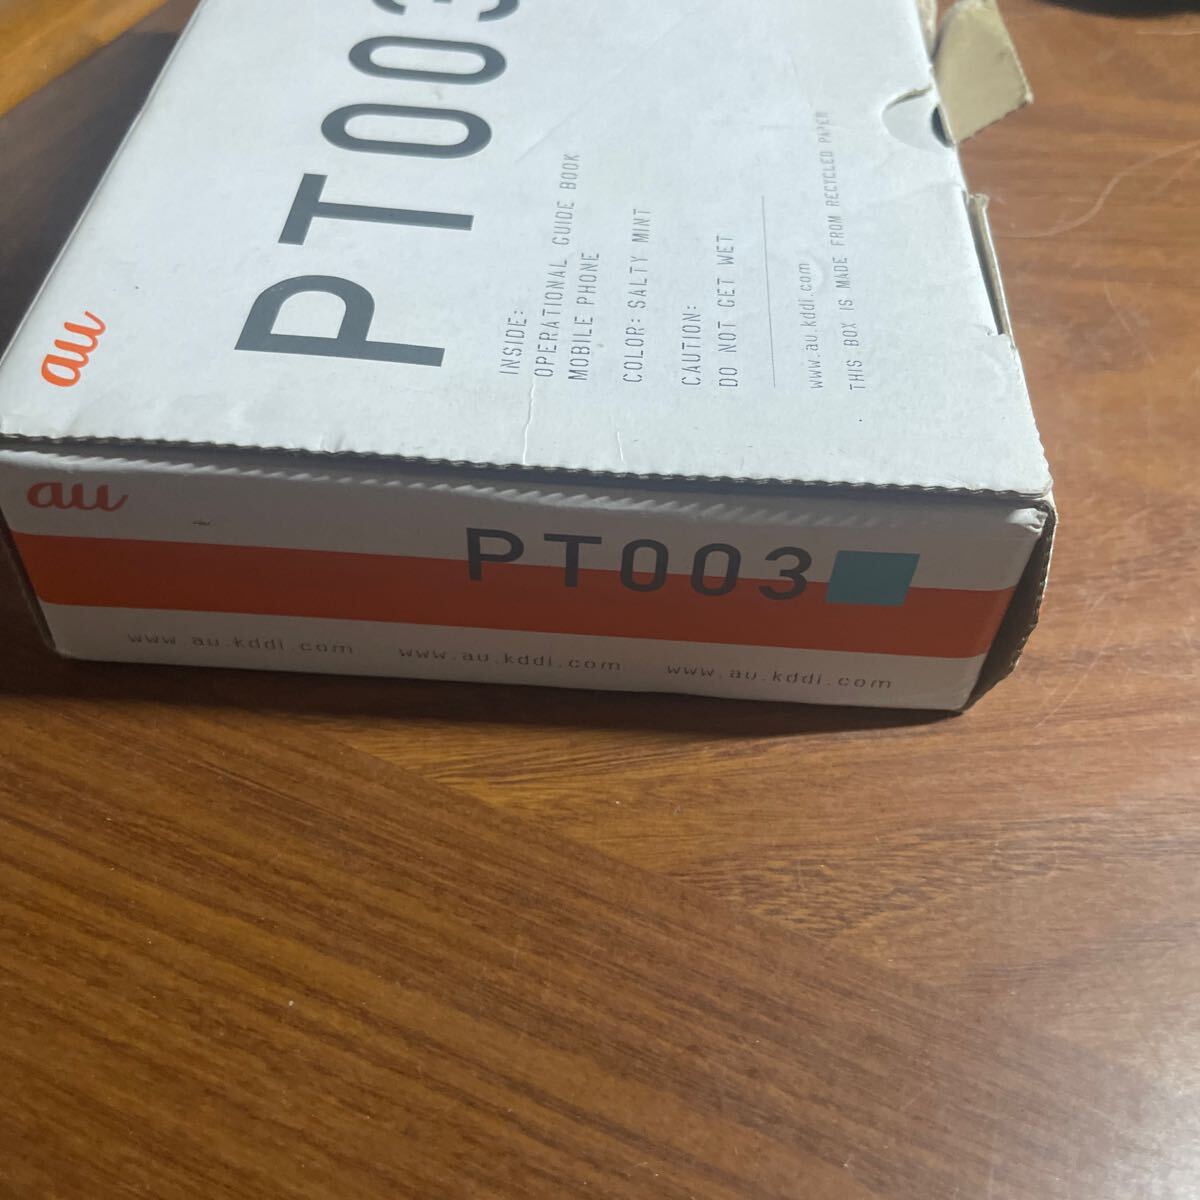 au
PT003
INSIDE:
OPERATIONAL GUIDE BOOK
MOBILE PHONE
COLOR: SALTY MINT
CAUTION:
DO NOT GET WET
www.au.kddi.com
THIS BOX IS MADE FROM RECYCLED PAPER
au
PT003
www.au.kddi.com www.au.kddi.com www.au.kddi.com